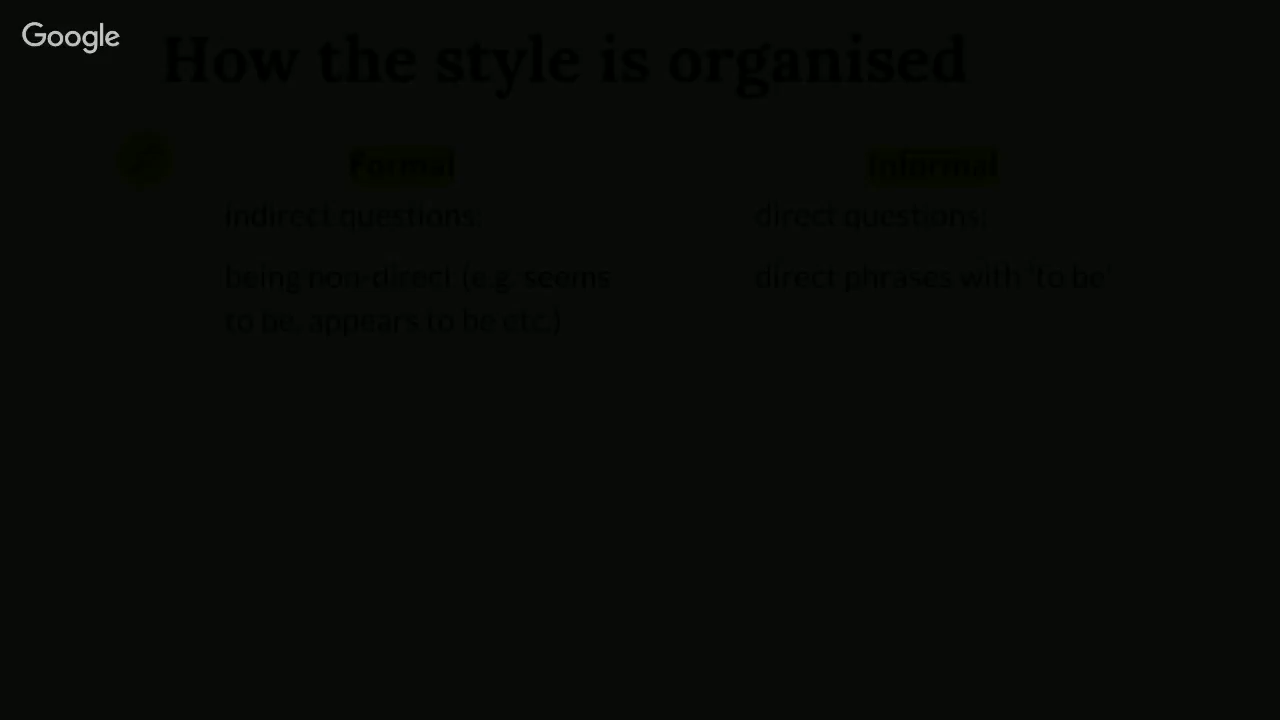 Google
How the style is organised
Formal
Informal
indirect questions;
direct questions;
being non-direct (e.g. seems
to be, appears to be etc.)
direct phrases with 'to be'